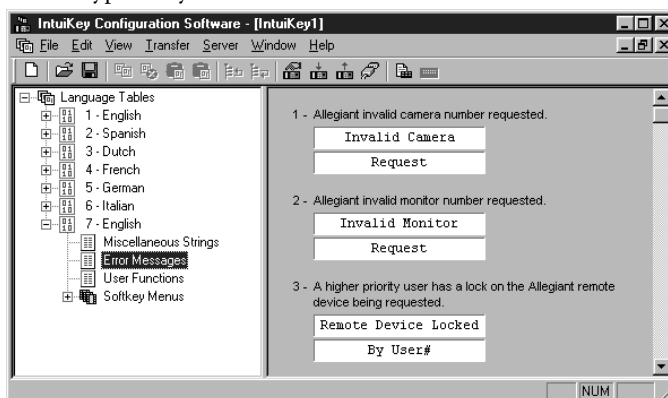 IntuiKey Configuration Software - [IntuiKey1]
File Edit View Transfer Server Window Help
Language Tables
1 - English
2 - Spanish
3 - Dutch
4 - French
5 - German
6 - Italian
7 - English
Miscellaneous Strings
Error Messages
User Functions
Softkey Menus
1 - Allegiant invalid camera number requested.
Invalid Camera
Request
2 - Allegiant invalid monitor number requested.
Invalid Monitor
Request
3 - A higher priority user has a lock on the Allegiant remote
device being requested.
Remote Device Locked
By User#
NUM